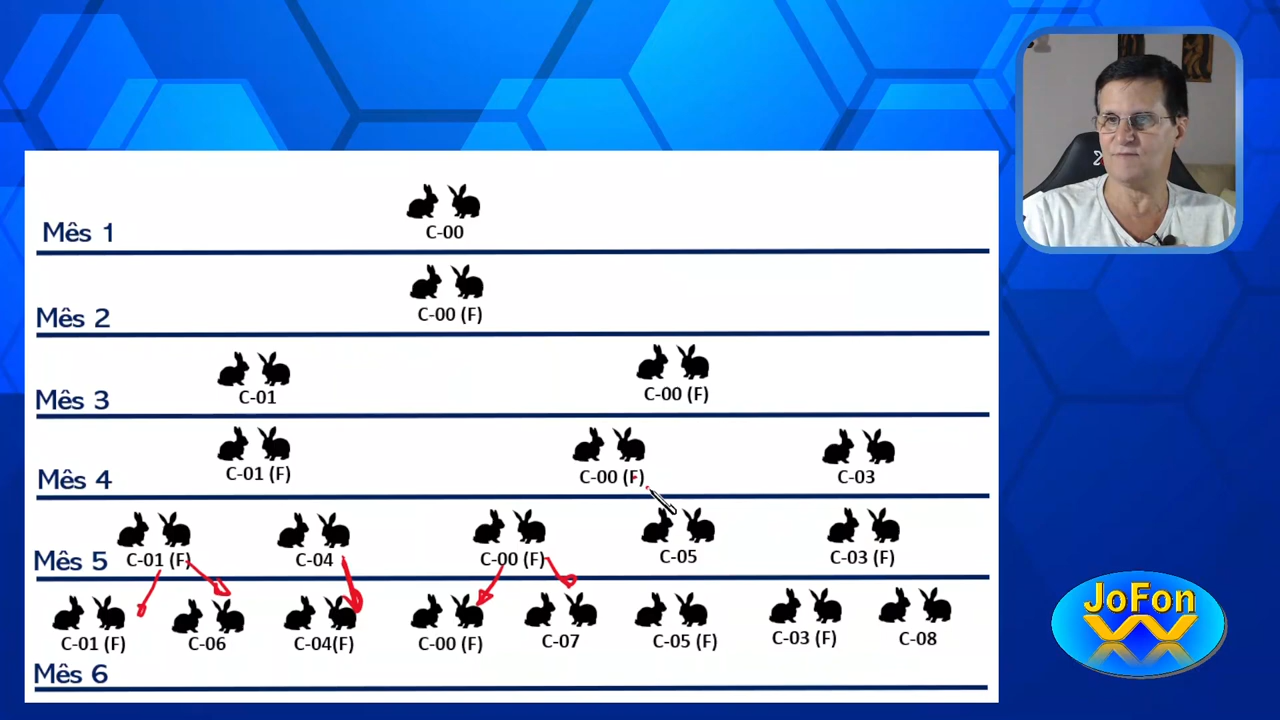 Mês 1
C-00
Mês 2
C-00 (F)
Mês 3
C-01
C-00 (F)
Mês 4
C-01 (F)
C-00 (F)
C-03
Mês 5
C-01 (F)
C-04
C-00 (F)
C-05
C-03 (F)
C-01 (F)
C-06
C-04(F)
C-00 (F)
C-07
C-05 (F)
C-03 (F)
C-08
Mês 6
JoFon